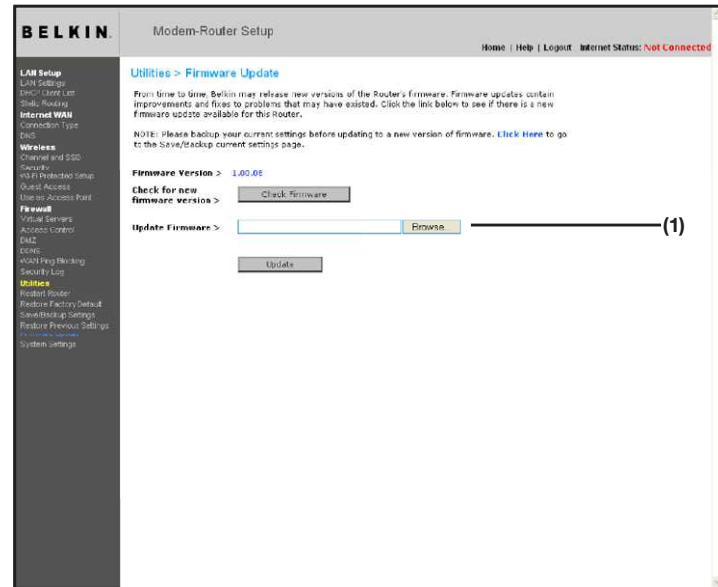 BELKIN.
Modem-Router Setup
Home | Help | Logout Internet Status: Not Connected
LAN Setup
LAN Settings
DHCP Client List
Static Routing
Internet WAN
Connection Type
DNS
Wireless
Channel and SSID
Security
Wi-Fi Protected Setup
Guest Access
Use as Access Point
Firewall
Virtual Servers
Access Control
DMZ
DDNS
WAN Ping Blocking
Security Log
Utilities
Restart Router
Restore Factory Default
Save/Backup Settings
Restore Previous Settings
Firmware Update
System Settings
Utilities > Firmware Update
From time to time, Belkin may release new versions of the Router's firmware. Firmware updates contain
improvements and fixes to problems that may have existed. Click the link below to see if there is a new
firmware update available for this Router.
NOTE: Please backup your current settings before updating to a new version of firmware. Click Here to go
to the Save/Backup current settings page.
Firmware Version > 1.00.06
Check for new
firmware version >
Check Firmware
Update Firmware >
Browse...
(1)
Update